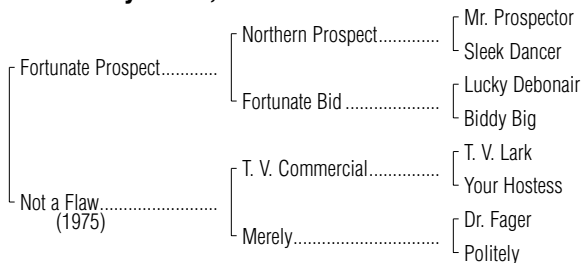 Mr. Prospector
Northern Prospect
Sleek Dancer
Fortunate Prospect
Lucky Debonair
Fortunate Bid
Biddy Big
T. V. Lark
T. V. Commercial
Your Hostess
Not a Flaw
(1975)
Dr. Fager
Merely
Politely